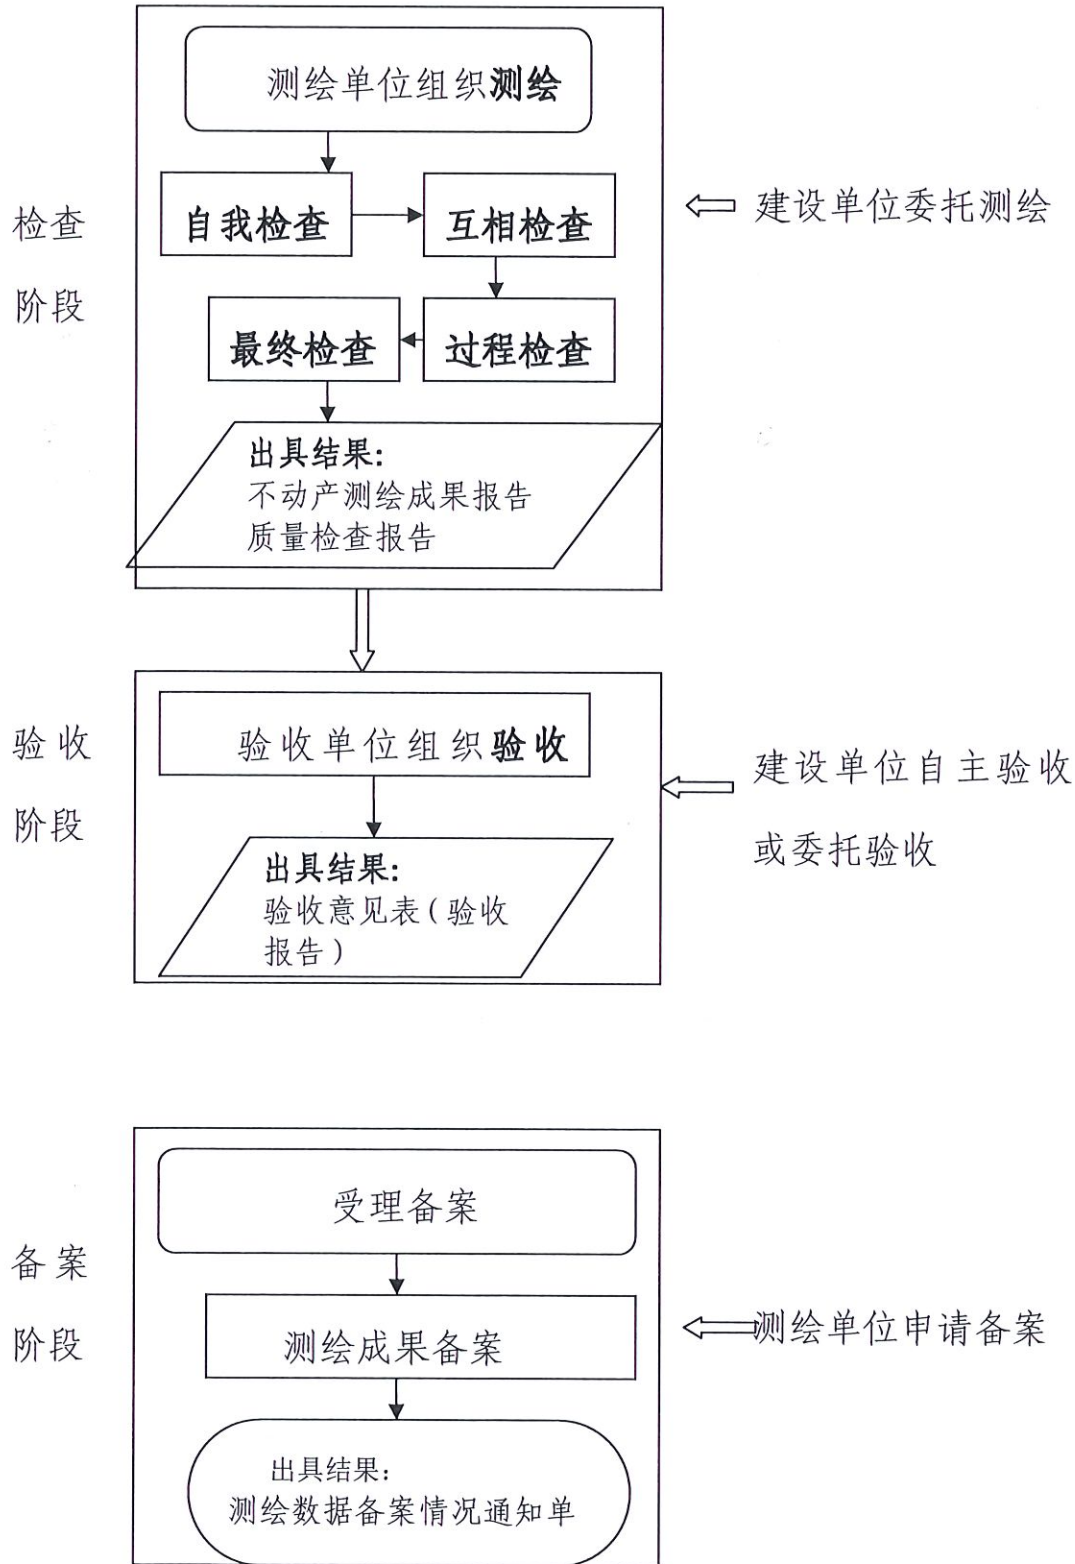 测绘单位组织测绘
检查
阶段
自我检查
互相检查
建设单位委托测绘
最终检查
过程检查
出具结果:
不动产测绘成果报告
质量检查报告
验收
阶段
验收单位组织验收
建设单位自主验收
或委托验收
出具结果:
验收意见表(验收
报告)
备案
阶段
受理备案
测绘成果备案
测绘单位申请备案
出具结果:
测绘数据备案情况通知单